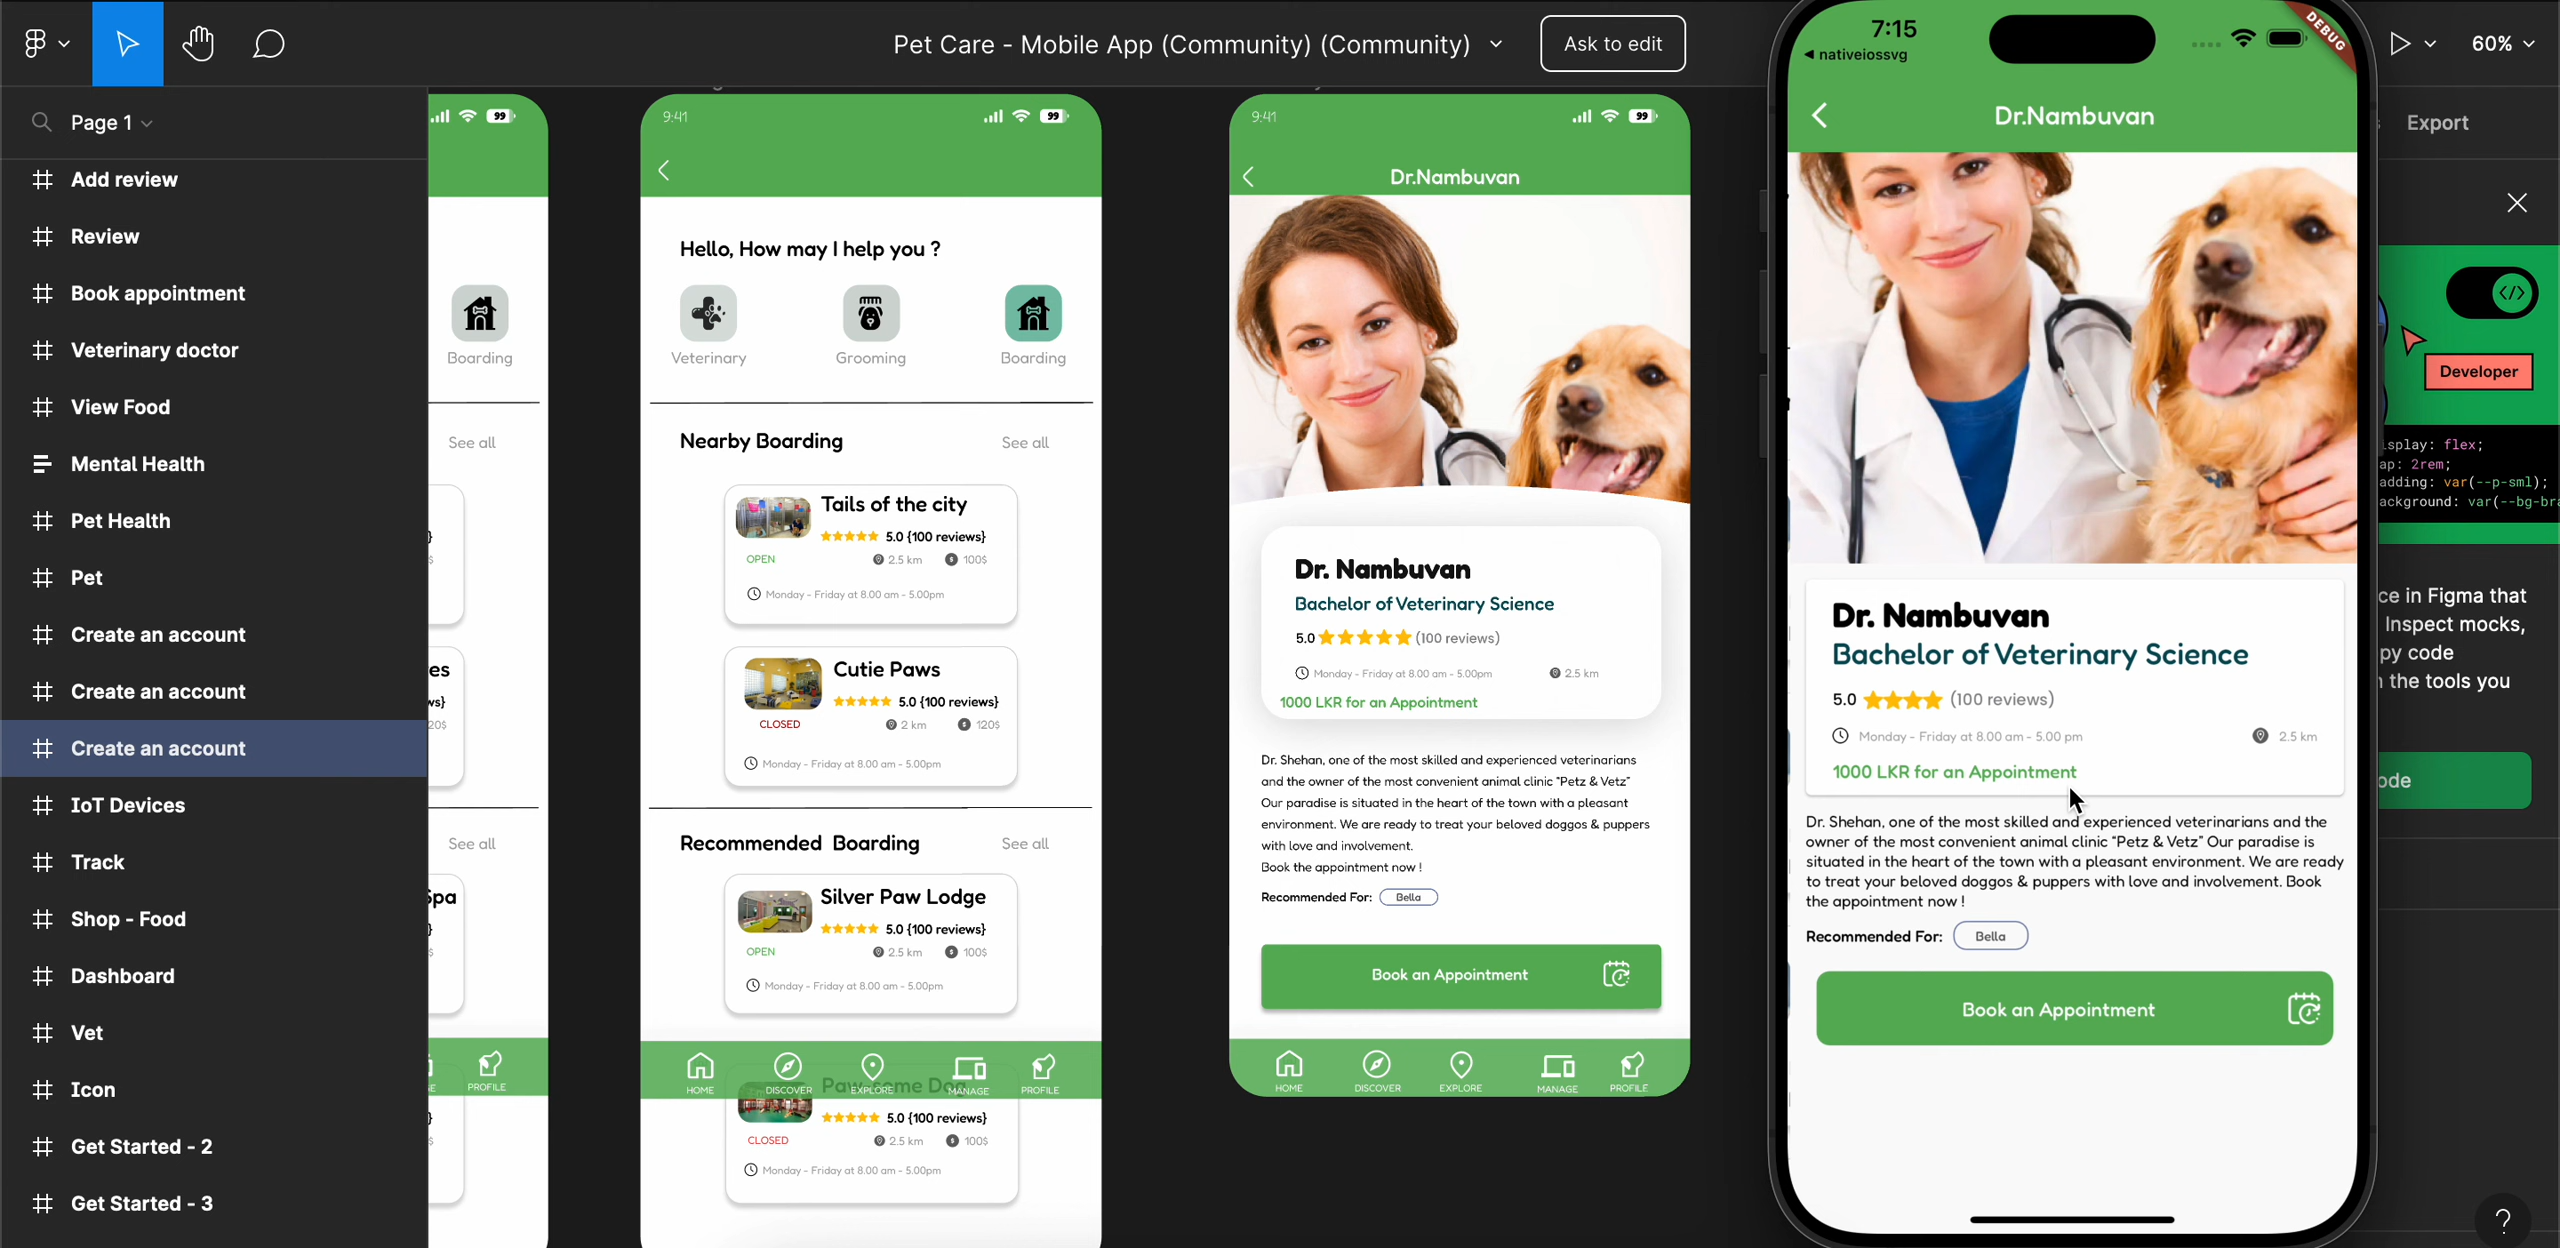 Pet Care - Mobile App (Community) (Community)
Ask to edit
60%
Page 1
Add review
Review
Book appointment
Veterinary doctor
View Food
Mental Health
Pet Health
Pet
Create an account
Create an account
Create an account
IoT Devices
Track
Shop - Food
Dashboard
Vet
Icon
Get Started - 2
Get Started - 3
99
Boarding
See all
See all
PROFILE
9:41
99
Hello, How may I help you ?
Veterinary
Grooming
Boarding
Nearby Boarding
See all
Tails of the city
5.0 {100 reviews}
OPEN
2.5 km
100$
Monday - Friday at 8.00 am - 5.00pm
Cutie Paws
5.0 {100 reviews}
CLOSED
2 km
120$
Monday - Friday at 8.00 am - 5.00pm
Recommended Boarding
See all
Silver Paw Lodge
5.0 {100 reviews}
OPEN
2.5 km
100$
Monday - Friday at 8.00 am - 5.00pm
HOME
DISCOVER
EXPLORE
MANAGE
PROFILE
5.0 {100 reviews}
CLOSED
2.5 km
100$
Monday - Friday at 8.00 am - 5.00pm
9:41
99
Dr.Nambuvan
Dr. Nambuvan
Bachelor of Veterinary Science
5.0
(100 reviews)
Monday - Friday at 8.00 am - 5.00pm
2.5 km
1000 LKR for an Appointment
Dr. Shehan, one of the most skilled and experienced veterinarians
and the owner of the most convenient animal clinic "Petz & Vetz"
Our paradise is situated in the heart of the town with a pleasant
environment. We are ready to treat your beloved doggos & puppers
with love and involvement.
Book the appointment now !
Recommended For:
Bella
Book an Appointment
HOME
DISCOVER
EXPLORE
MANAGE
PROFILE
7:15
nativeiossvg
DEBUG
Dr.Nambuvan
Dr. Nambuvan
Bachelor of Veterinary Science
5.0
(100 reviews)
Monday - Friday at 8.00 am - 5.00 pm
2.5 km
1000 LKR for an Appointment
Dr. Shehan, one of the most skilled and experienced veterinarians and the
owner of the most convenient animal clinic "Petz & Vetz" Our paradise is
situated in the heart of the town with a pleasant environment. We are ready
to treat your beloved doggos & puppers with love and involvement. Book
the appointment now !
Recommended For:
Bella
Book an Appointment
Export
</>
Developer
isplay: flex;
ap: 2rem;
adding: var(--p-sml);
ackground: var(--bg-bra
ce in Figma that
Inspect mocks,
py code
the tools you
ode
?